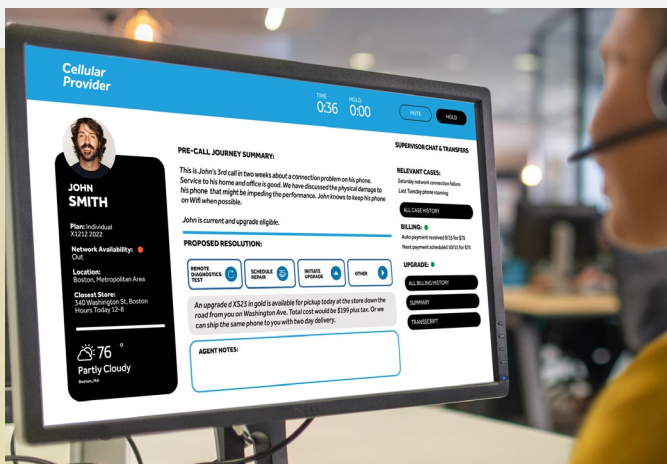 Cellular
Provider
TIME
0:36
HOLD
0:00
MUTE
HOLD
JOHN
SMITH
Plan: Individual
X1212 2022
Network Availability:
Out
Location:
Boston, Metropolitan Area
Closest Store:
340 Washington St, Boston
Hours Today 12-8
76 °
Partly Cloudy
Boston, MA
PRE-CALL JOURNEY SUMMARY:
This is John's 3rd call in two weeks about a connection problem on his phone.
Service to his home and office is good. We have discussed the physical damage to
his phone that might be impeding the performance. John knows to keep his phone
on Wifi when possible.
John is current and upgrade eligible.
PROPOSED RESOLUTION:
REMOTE
DIAGNOSTICS
TEST
SCHEDULE
REPAIR
INITIATE
UPGRADE
OTHER
An upgrade d XS23 in gold is available for pickup today at the store down the
road from you on Washington Ave. Total cost would be $199 plus tax. Or we
can ship the same phone to you with two day delivery.
AGENT NOTES:
SUPERVISOR CHAT & TRANSFERS
RELEVANT CASES:
Saturday network connection failure
Last Tuesday phone roaming
ALL CASE HISTORY
BILLING:
Auto payment received 9/15 for $75
Next payment scheduled 10/15 for $75
UPGRADE:
ALL BILLING HISTORY
SUMMARY
TRANSCRIPT